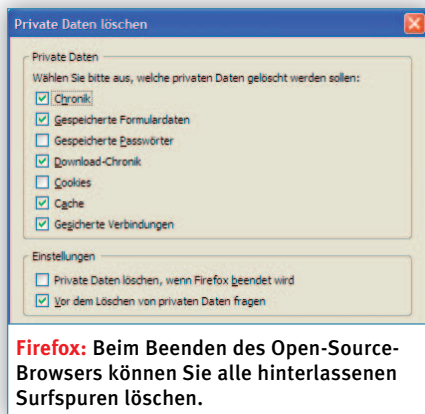 Private Daten löschen
Private Daten
Wählen Sie bitte aus, welche privaten Daten gelöscht werden sollen:
Chronik
Gespeicherte Formulardaten
Gespeicherte Passwörter
Download-Chronik
Cookies
Cache
Gesicherte Verbindungen
Einstellungen
Private Daten löschen, wenn Firefox beendet wird
Vor dem Löschen von privaten Daten fragen
Firefox: Beim Beenden des Open-Source-
Browsers können Sie alle hinterlassenen
Surfspuren löschen.